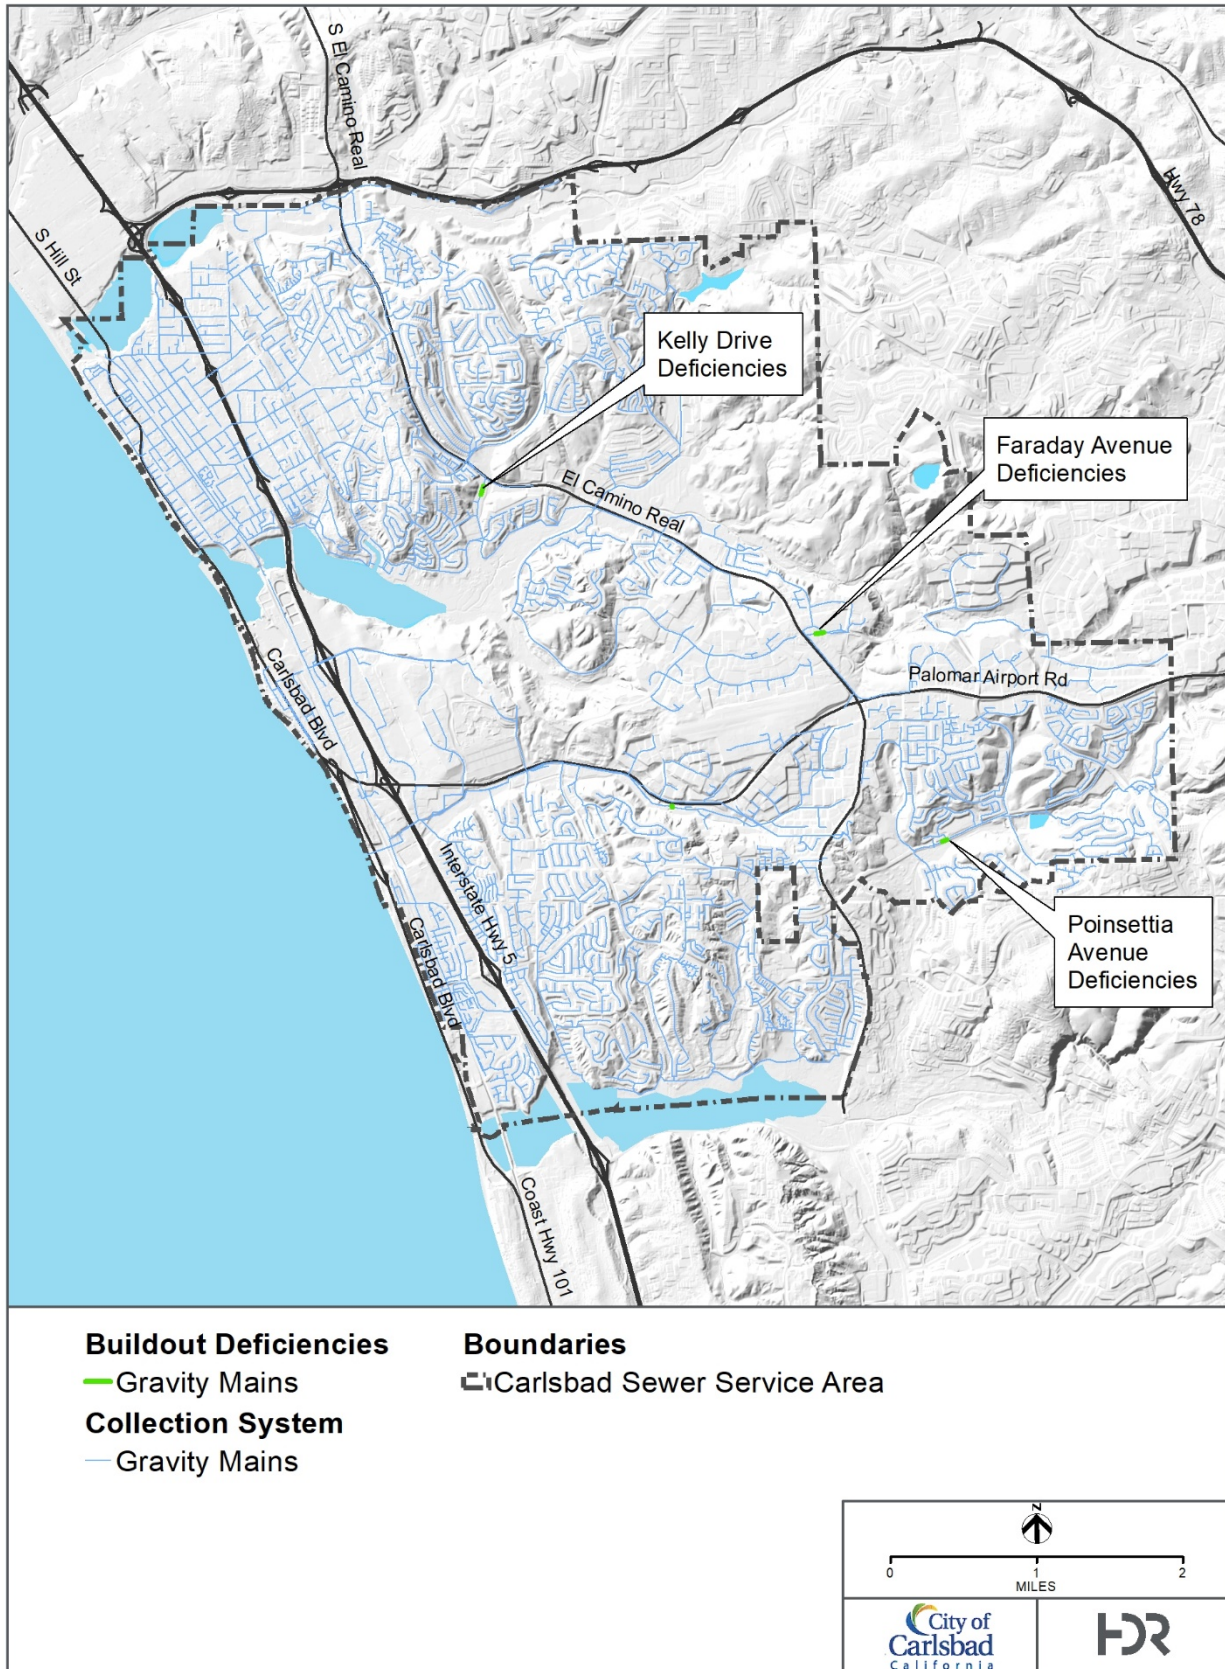 S El Camino Real
Hwy 78
S Hill St
Kelly Drive
Deficiencies
Faraday Avenue
Deficiencies
El Camino Real
Palomar Airport Rd
Carlsbad Blvd
Interstate Hwy 5
Carlsbad Blvd
Poinsettia
Avenue
Deficiencies
Coast Hwy 101
Buildout Deficiencies
Gravity Mains
Collection System
Gravity Mains
Boundaries
Carlsbad Sewer Service Area
N
0 1 2
MILES
City of
Carlsbad
California
HDR